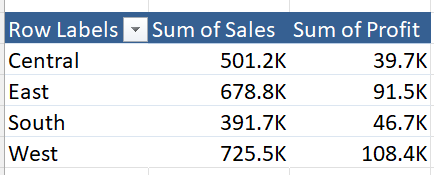 Row Labels Sum of Sales Sum of Profit
Central 501.2K 39.7K
East 678.8K 91.5K
South 391.7K 46.7K
West 725.5K 108.4K